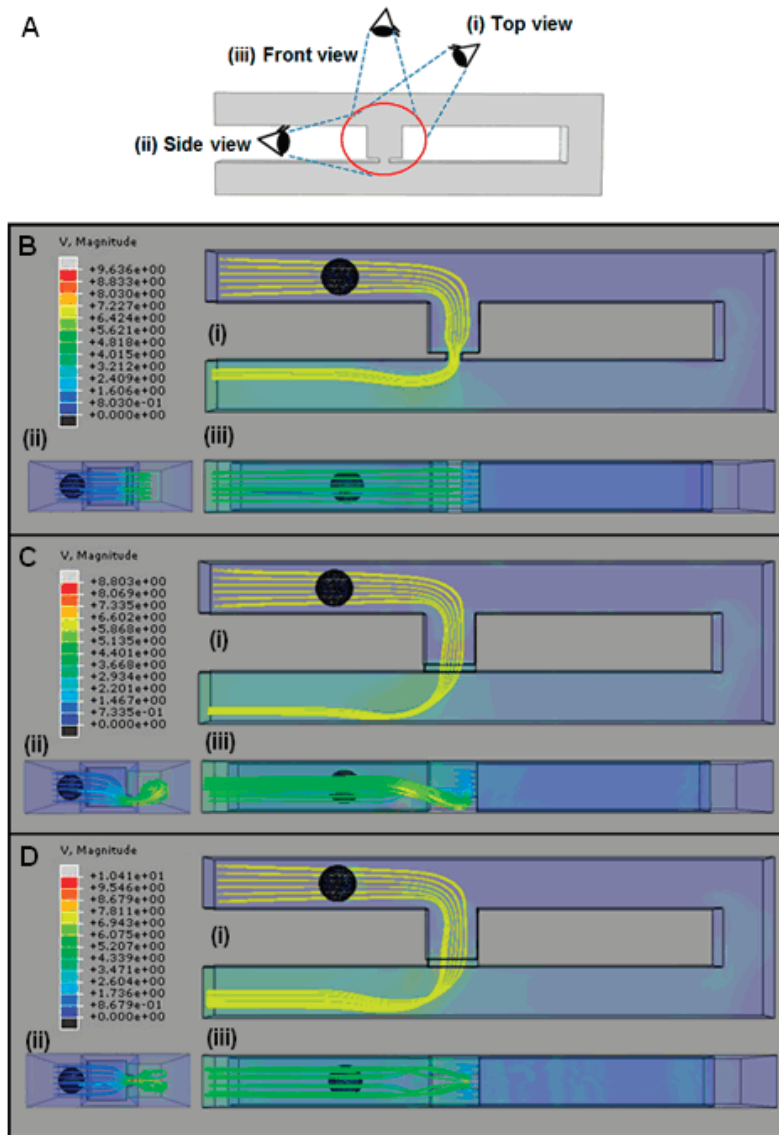 A
(i) Top view
(iii) Front view
(ii) Side view
B
V, Magnitude
+9.636e+00
+8.833e+00
+8.030e+00
+7.227e+00
+6.424e+00
+5.621e+00
+4.818e+00
+4.015e+00
+3.212e+00
+2.409e+00
+1.606e+00
+8.030e-01
+0.000e+00
(i)
(ii)
(iii)
C
V, Magnitude
+8.803e+00
+8.069e+00
+7.335e+00
+6.602e+00
+5.868e+00
+5.135e+00
+4.401e+00
+3.668e+00
+2.934e+00
+2.201e+00
+1.467e+00
+7.335e-01
+0.000e+00
(i)
(ii)
(iii)
D
V, Magnitude
+1.041e+01
+9.546e+00
+8.679e+00
+7.811e+00
+6.943e+00
+6.075e+00
+5.207e+00
+4.339e+00
+3.471e+00
+2.604e+00
+1.736e+00
+8.679e-01
+0.000e+00
(i)
(ii)
(iii)